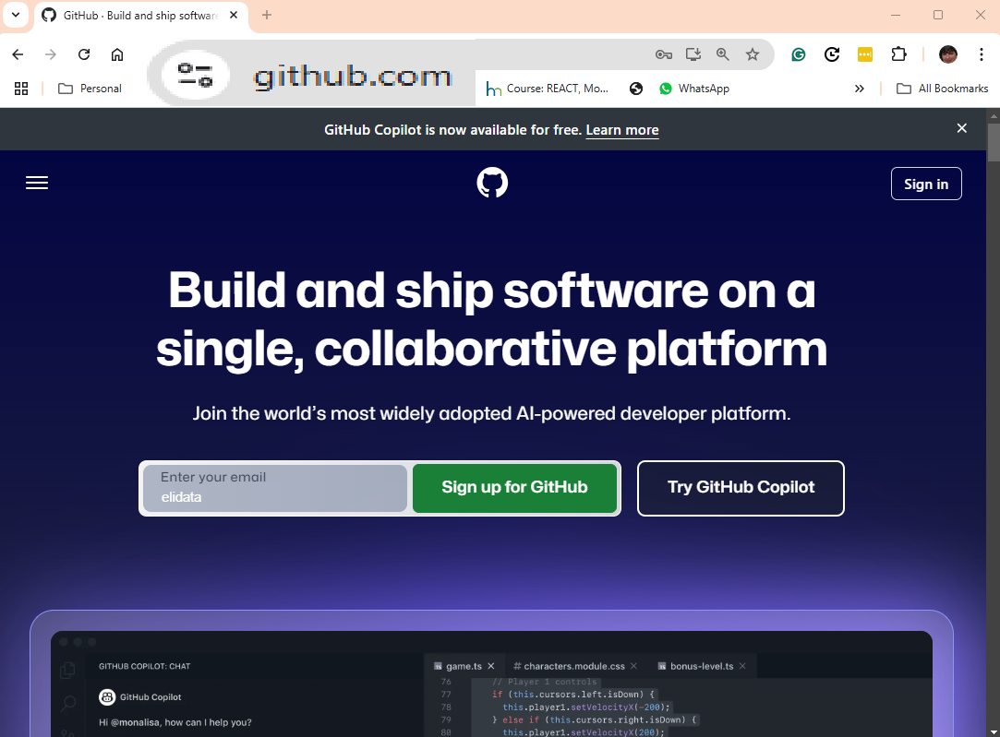 GitHub · Build and ship software
github.com
Personal
Course: REACT, Mo...
WhatsApp
All Bookmarks
GitHub Copilot is now available for free. Learn more
Sign in
Build and ship software on a
single, collaborative platform
Join the world's most widely adopted AI-powered developer platform.
Enter your email
elidata
Sign up for GitHub
Try GitHub Copilot
GITHUB COPILOT: CHAT
game.ts
# characters.module.css
bonus-level.ts
GitHub Copilot
Hi @monalisa, how can I help you?
76 // Player 1 controls
77 if (this.cursors.left.isDown) {
78 this.player1.setVelocityX(-200);
79 } else if (this.cursors.right.isDown) {
80 this.player1.setVelocityX(200);